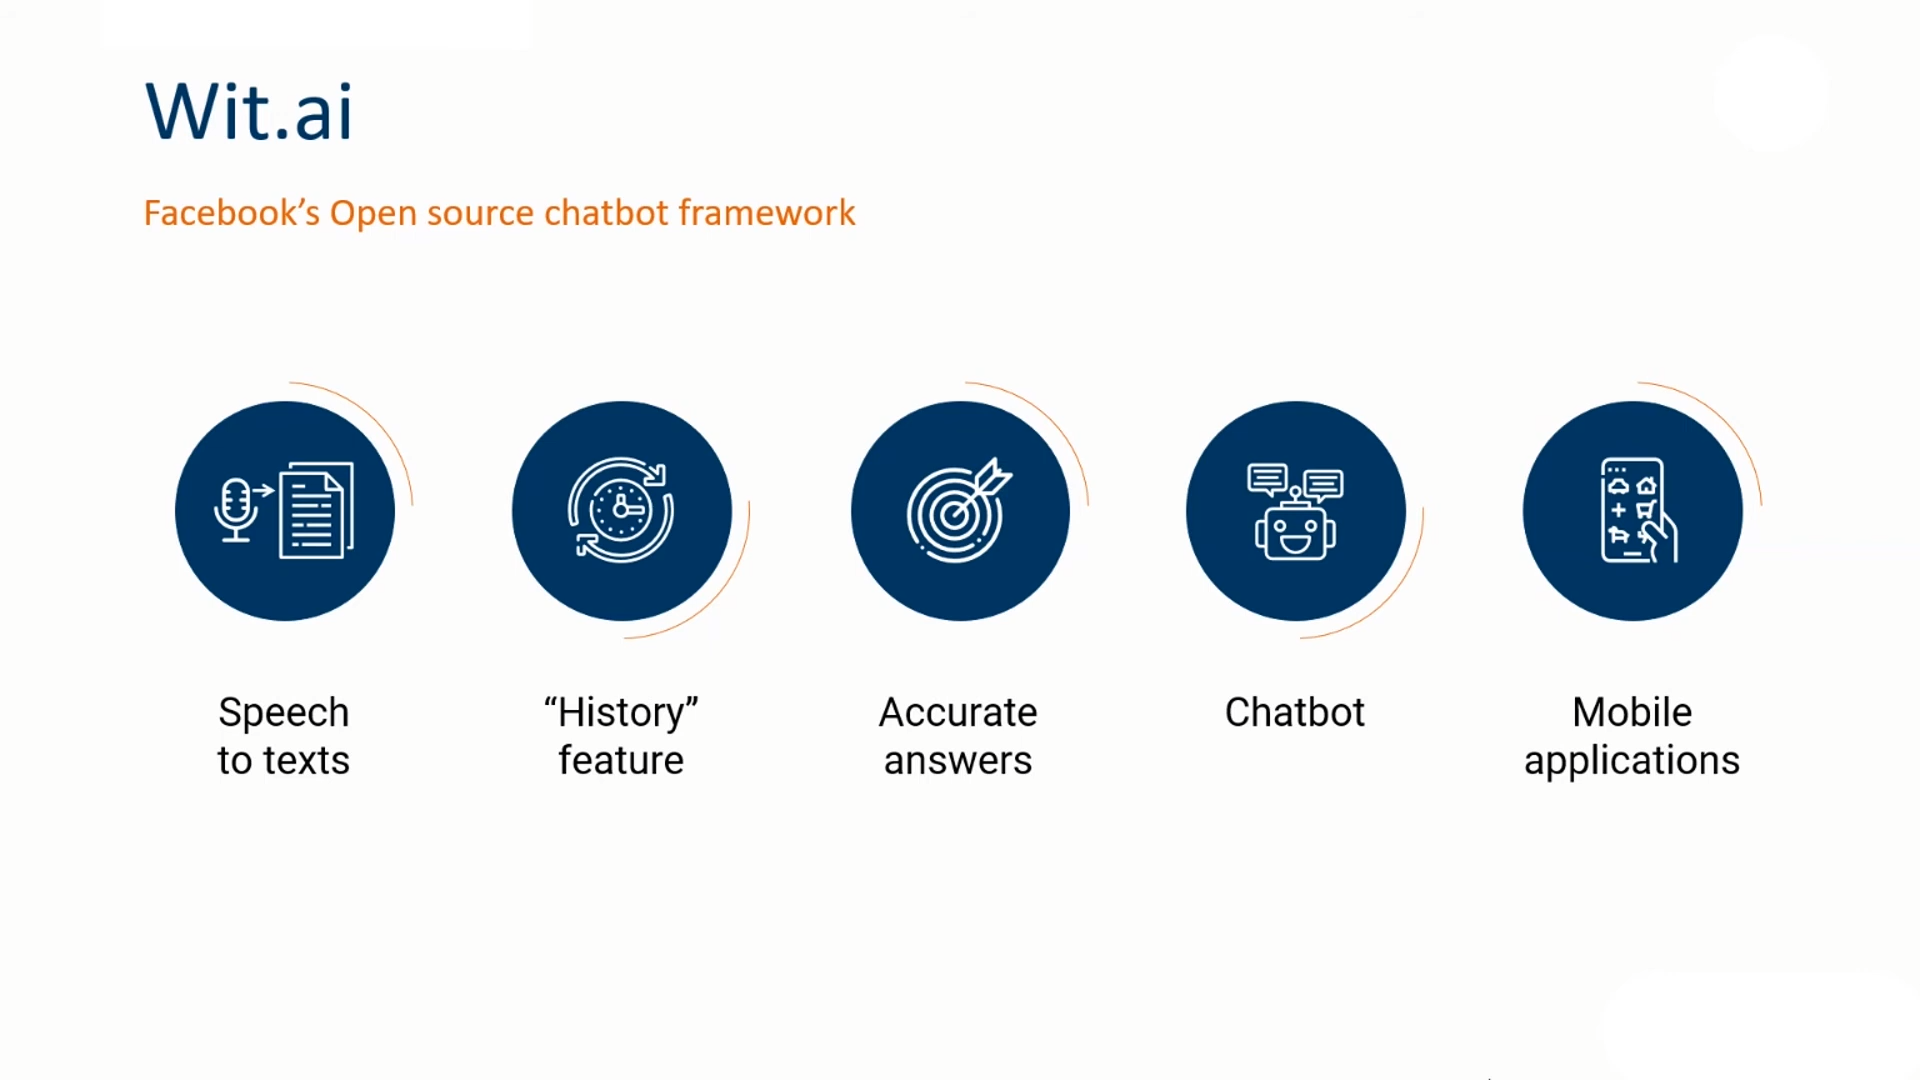 Wit.ai
Facebook’s Open source chatbot framework
Speech
to texts
“History”
feature
Accurate
answers
Chatbot
Mobile
applications